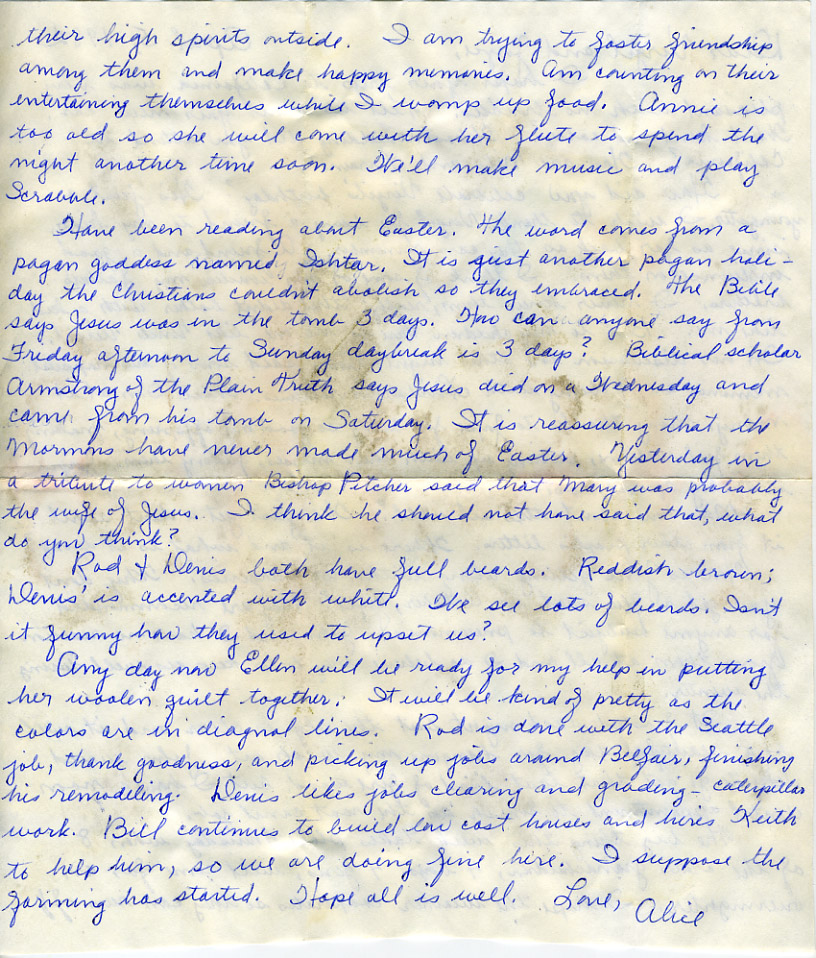 their high spirits outside. I am trying to foster friendship
among them and make happy memories. Am counting on their
entertaining themselves while I womp up food. Annie is
too old so she will come with her flute to spend the
night another time soon. We'll make music and play
Scrabble.
Have been reading about Easter. The word comes from a
pagan goddess named Ishtar. It is just another pagan holi-
day the Christians couldn't abolish so they embraced. The Bible
says Jesus was in the tomb 3 days. How can anyone say from
Friday afternoon to Sunday daybreak is 3 days? Biblical scholar
Armstrong of the Plain Truth says Jesus died on a Wednesday and
came from his tomb on Saturday. It is reassuring that the
Mormons have never made much of Easter. Yesterday in
a tribute to women Bishop Pitcher said that Mary was probably
the wife of Jesus. I think he should not have said that, what
do you think?
Rod & Denis both have full beards. Reddish brown;
Denis' is accented with white. We see lots of beards. Isn't
it funny how they used to upset us?
Any day now Ellen will be ready for my help in putting
her woolen quilt together. It will be kind of pretty as the
colors are in diagnol lines. Rod is done with the Seattle
job, thank goodness, and picking up jobs around Belfair, finishing
his remodeling. Denis likes jobs clearing and grading - caterpillar
work. Bill continues to build low cost houses and hires Keith
to help him, so we are doing fine here. I suppose the
farming has started. Hope all is well. Love, Alice